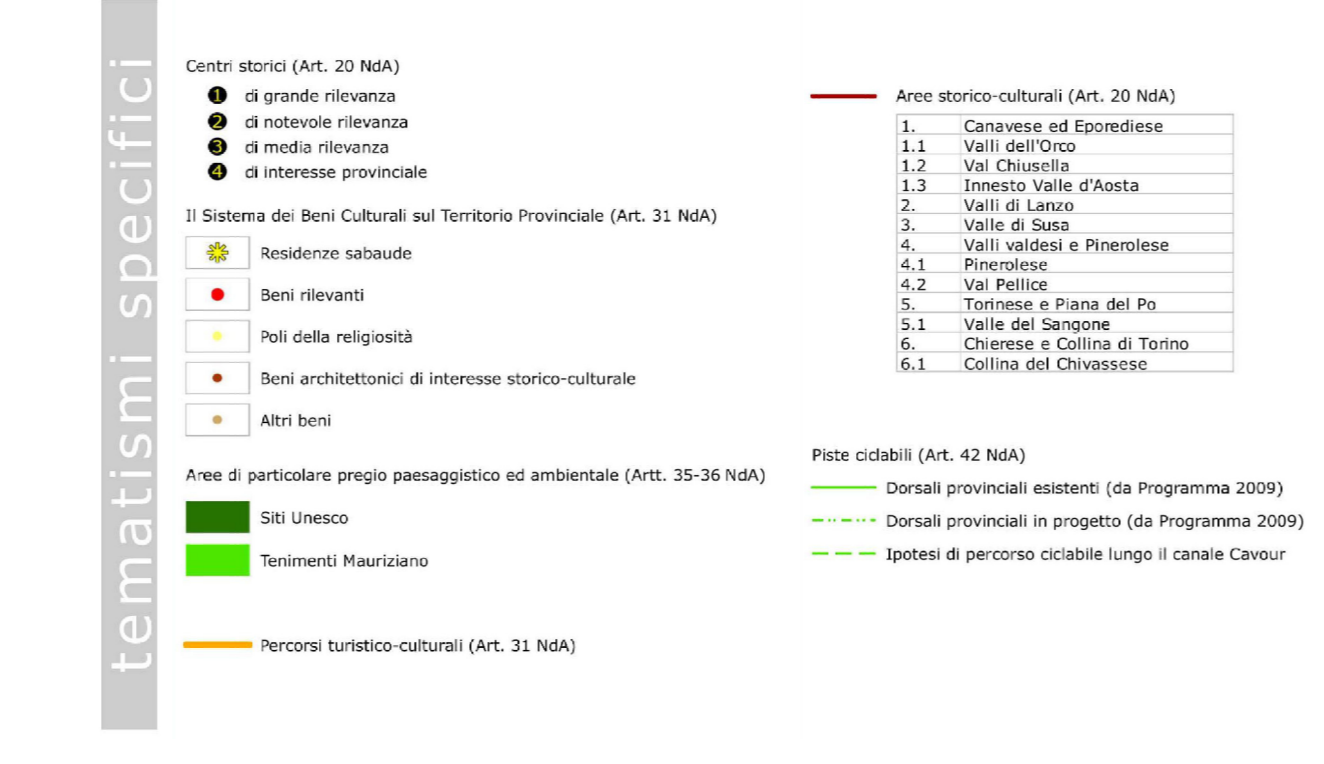 tematismi specifici
Centri storici (Art. 20 NdA)
1 di grande rilevanza
2 di notevole rilevanza
3 di media rilevanza
4 di interesse provinciale
Il Sistema dei Beni Culturali sul Territorio Provinciale (Art. 31 NdA)
Residenze sabaude
Beni rilevanti
Poli della religiosità
Beni architettonici di interesse storico-culturale
Altri beni
Aree di particolare pregio paesaggistico ed ambientale (Artt. 35-36 NdA)
Siti Unesco
Tenimenti Mauriziano
Percorsi turistico-culturali (Art. 31 NdA)
Aree storico-culturali (Art. 20 NdA)
1. Canavese ed Eporediese
1.1 Valli dell'Orco
1.2 Val Chiusella
1.3 Innesto Valle d'Aosta
2. Valli di Lanzo
3. Valle di Susa
4. Valli valdesi e Pinerolese
4.1 Pinerolese
4.2 Val Pellice
5. Torinese e Piana del Po
5.1 Valle del Sangone
6. Chierese e Collina di Torino
6.1 Collina del Chivassese
Piste ciclabili (Art. 42 NdA)
Dorsali provinciali esistenti (da Programma 2009)
Dorsali provinciali in progetto (da Programma 2009)
Ipotesi di percorso ciclabile lungo il canale Cavour